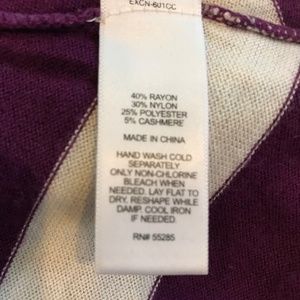 EXCN-601CC
40% RAYON
30% NYLON
25% POLYESTER
5% CASHMERE
MADE IN CHINA
HAND WASH COLD
SEPARATELY
ONLY NON-CHLORINE
BLEACH WHEN
NEEDED. LAY FLAT TO
DRY. RESHAPE WHILE
DAMP. COOL IRON
IF NEEDED.
RN# 55285